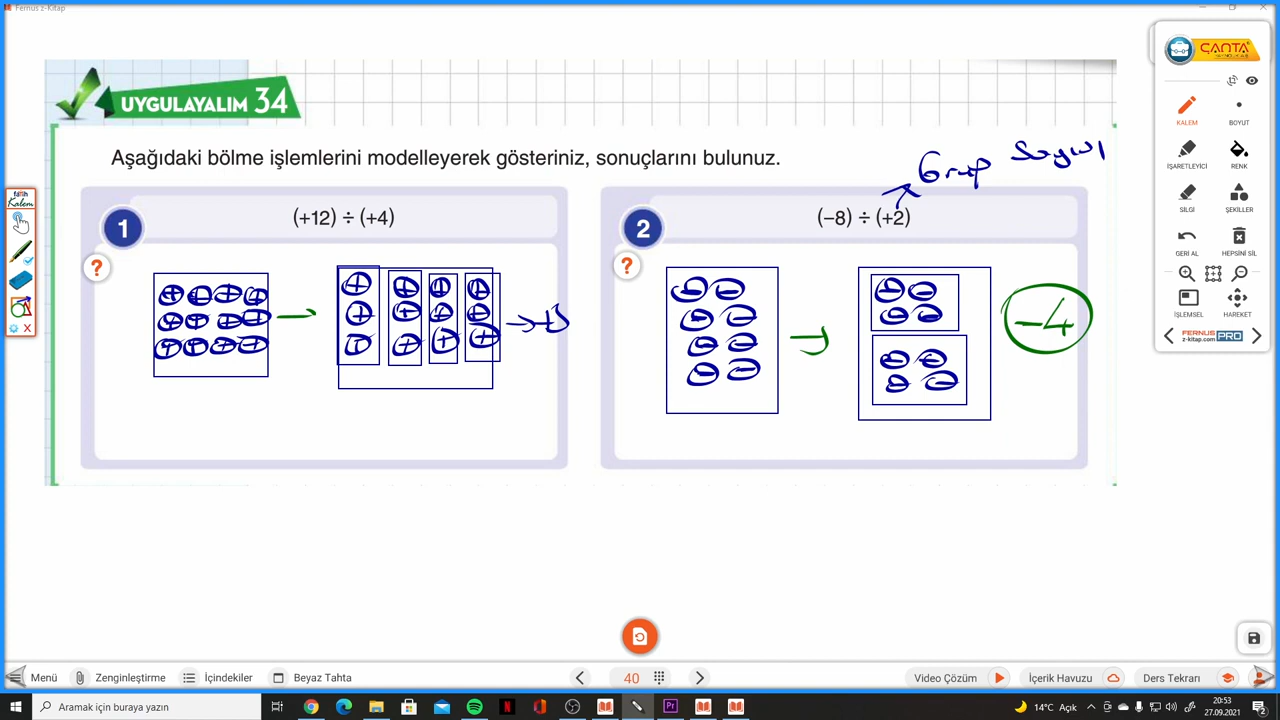 Fernus z-Kitap
ÇANTA
UYGULAYALIM 34
Aşağıdaki bölme işlemlerini modelleyerek gösteriniz, sonuçlarını bulunuz.
Grup Sayısı
1
(+12) ÷ (+4)
2
(–8) ÷ (+2)
?
→ +3
?
-4
fatih
Kalem
KALEM
BOYUT
İŞARETLEYİCİ
RENK
SİLGİ
ŞEKİLLER
GERİ AL
HEPSİNİ SİL
İŞLEMSEL
HAREKET
FERNUS
z-kitap.com
PRO
Menü
Zenginleştirme
İçindekiler
Beyaz Tahta
40
Video Çözüm
İçerik Havuzu
Ders Tekrarı
Aramak için buraya yazın
14°C Açık
20:53
27.09.2021